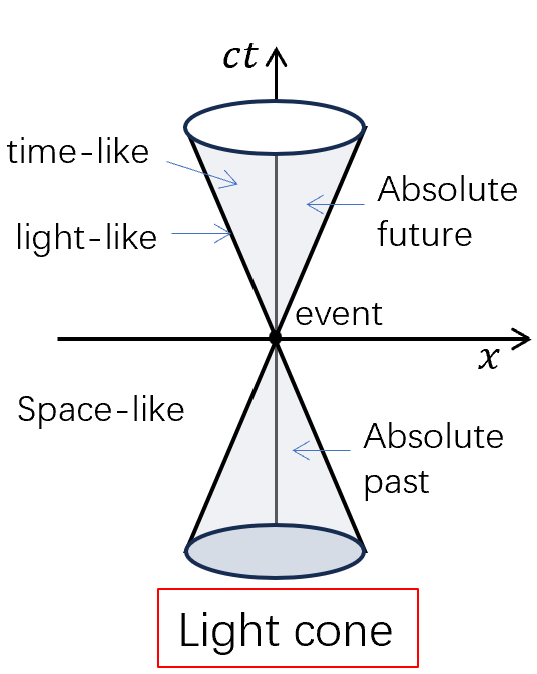 ct
time-like
light-like
Absolute
future
event
x
Space-like
Absolute
past
Light cone